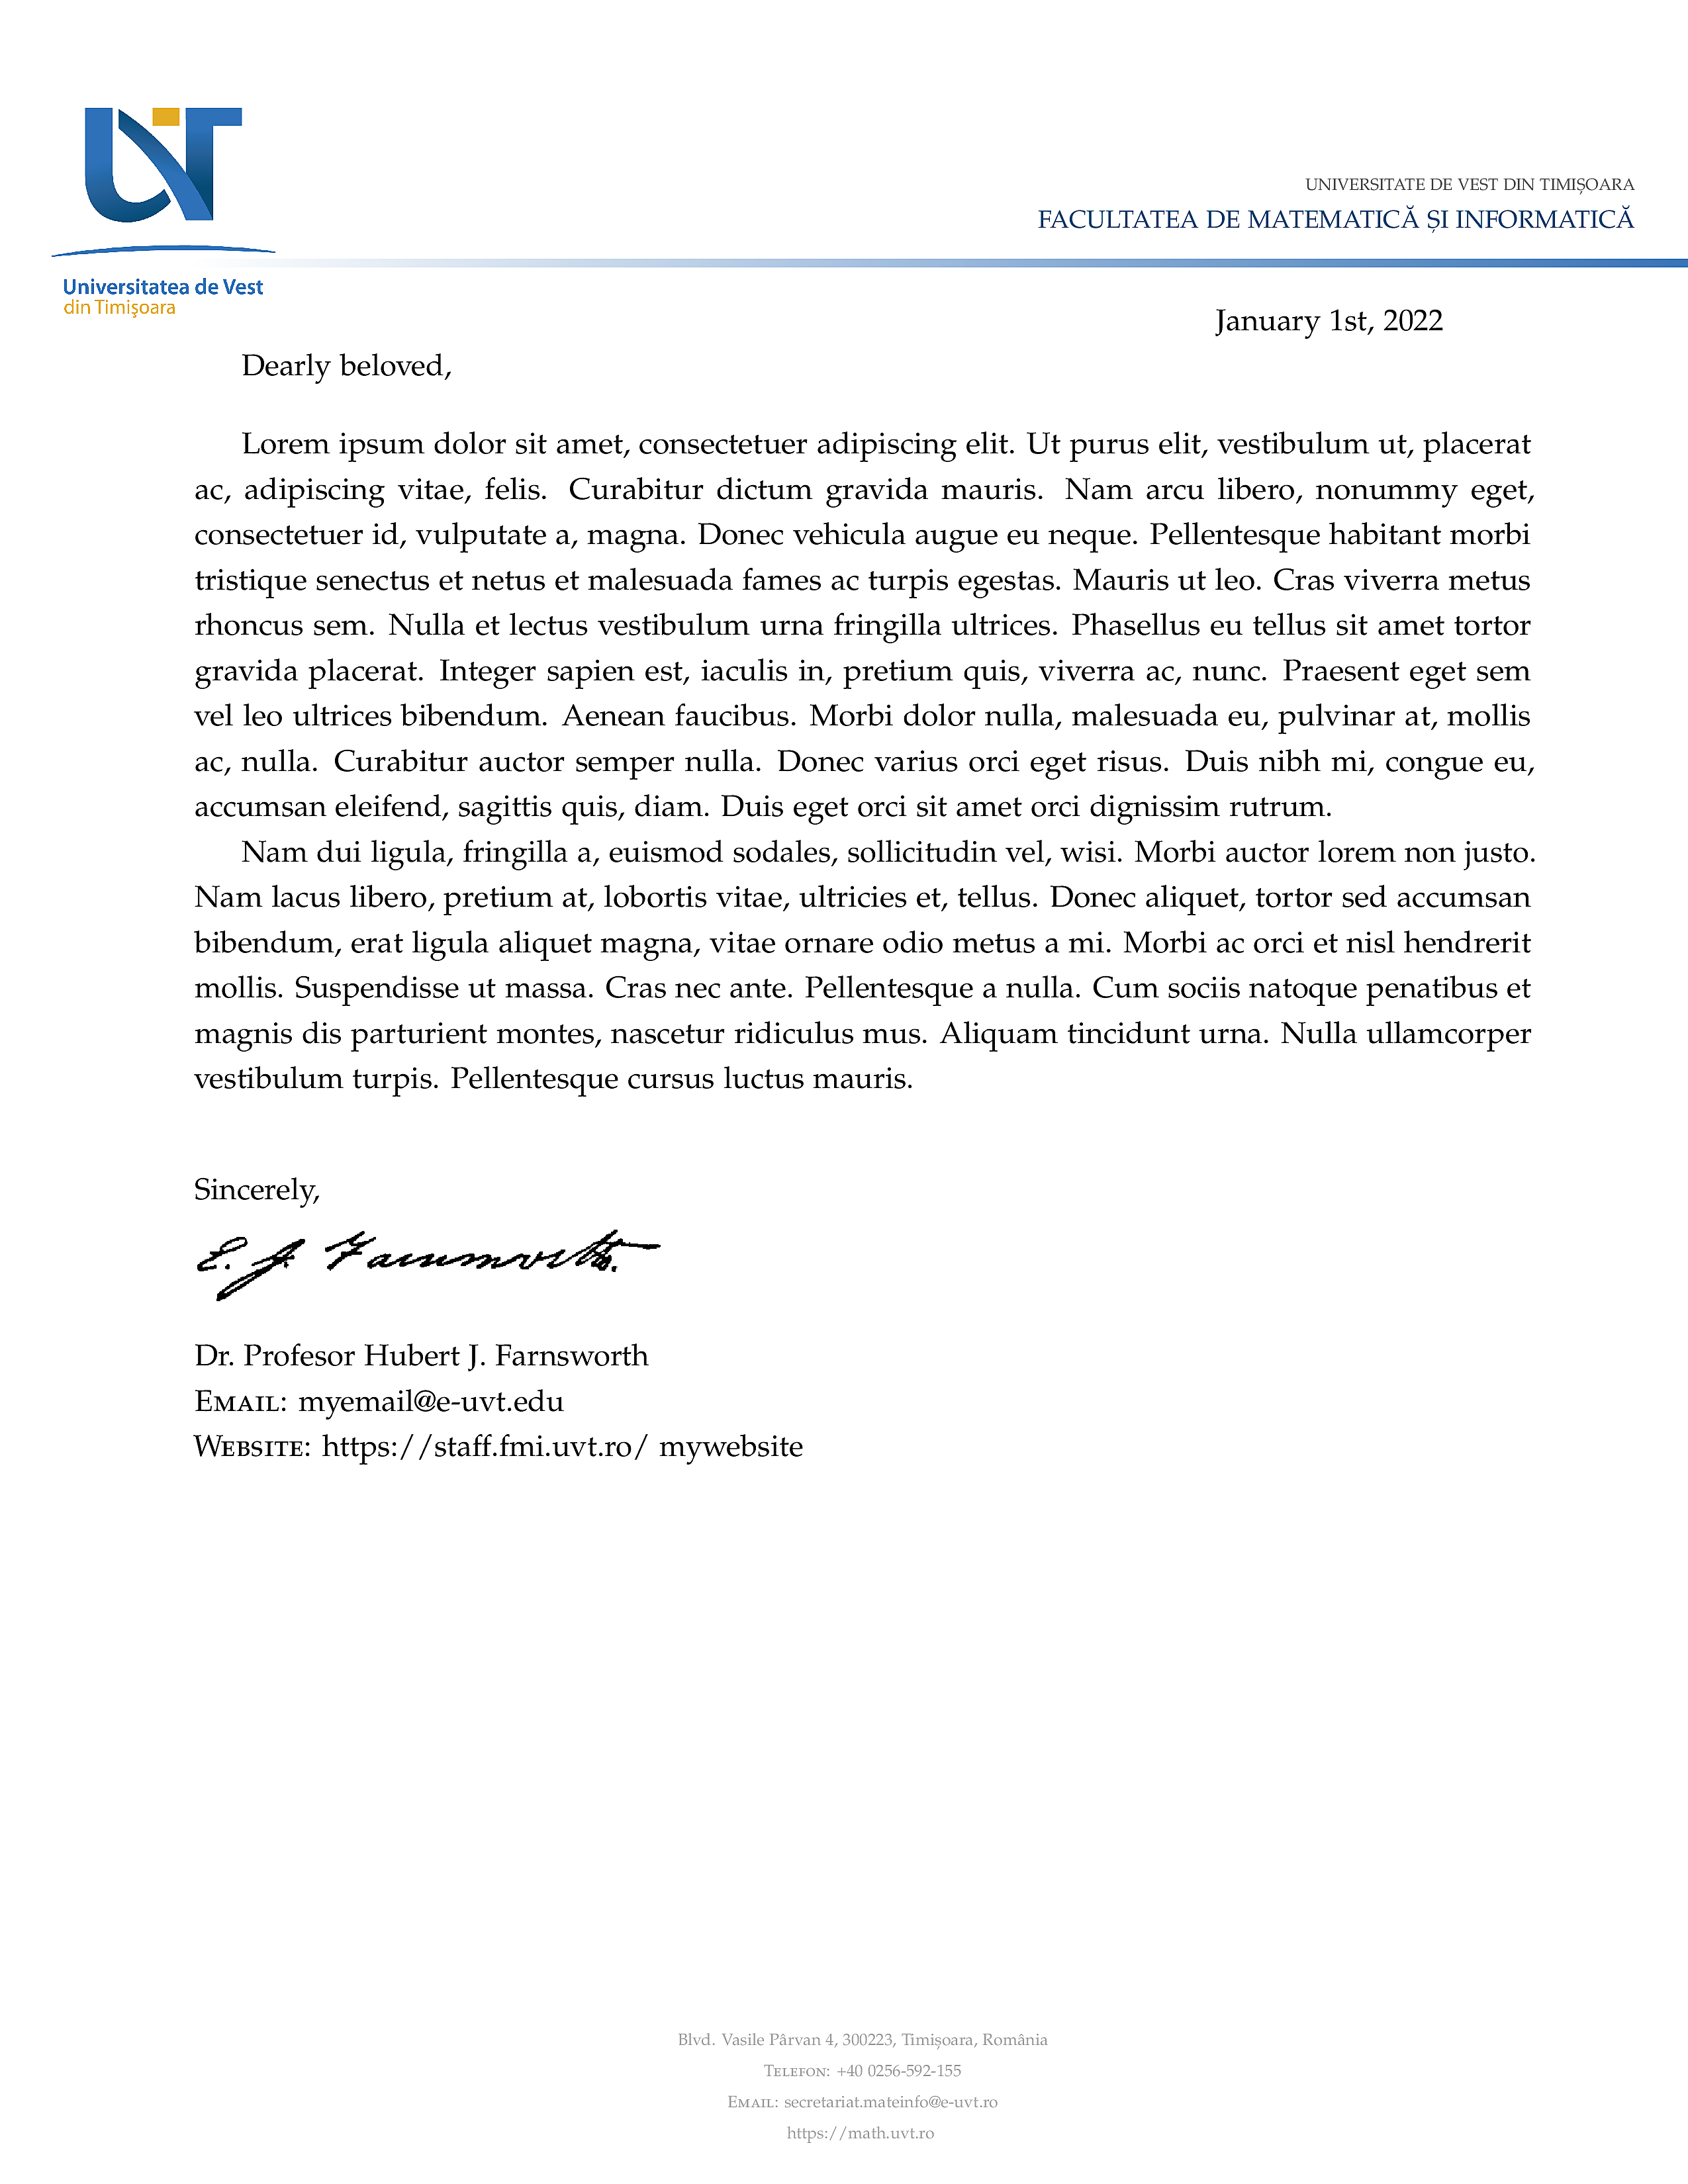 UVT
UNIVERSITATE DE VEST DIN TIMIȘOARA
FACULTATEA DE MATEMATICĂ ȘI INFORMATICĂ
Universitatea de Vest
din Timişoara
January 1st, 2022
Dearly beloved,
Lorem ipsum dolor sit amet, consectetuer adipiscing elit. Ut purus elit, vestibulum ut, placerat
ac, adipiscing vitae, felis. Curabitur dictum gravida mauris. Nam arcu libero, nonummy eget,
consectetuer id, vulputate a, magna. Donec vehicula augue eu neque. Pellentesque habitant morbi
tristique senectus et netus et malesuada fames ac turpis egestas. Mauris ut leo. Cras viverra metus
rhoncus sem. Nulla et lectus vestibulum urna fringilla ultrices. Phasellus eu tellus sit amet tortor
gravida placerat. Integer sapien est, iaculis in, pretium quis, viverra ac, nunc. Praesent eget sem
vel leo ultrices bibendum. Aenean faucibus. Morbi dolor nulla, malesuada eu, pulvinar at, mollis
ac, nulla. Curabitur auctor semper nulla. Donec varius orci eget risus. Duis nibh mi, congue eu,
accumsan eleifend, sagittis quis, diam. Duis eget orci sit amet orci dignissim rutrum.
Nam dui ligula, fringilla a, euismod sodales, sollicitudin vel, wisi. Morbi auctor lorem non justo.
Nam lacus libero, pretium at, lobortis vitae, ultricies et, tellus. Donec aliquet, tortor sed accumsan
bibendum, erat ligula aliquet magna, vitae ornare odio metus a mi. Morbi ac orci et nisl hendrerit
mollis. Suspendisse ut massa. Cras nec ante. Pellentesque a nulla. Cum sociis natoque penatibus et
magnis dis parturient montes, nascetur ridiculus mus. Aliquam tincidunt urna. Nulla ullamcorper
vestibulum turpis. Pellentesque cursus luctus mauris.
Sincerely,
E. J. Farnsworth.
Dr. Profesor Hubert J. Farnsworth
EMAIL: myemail@e-uvt.edu
WEBSITE: https://staff.fmi.uvt.ro/ mywebsite
Blvd. Vasile Pârvan 4, 300223, Timișoara, România
TELEFON: +40 0256-592-155
EMAIL: secretariat.mateinfo@e-uvt.ro
https://math.uvt.ro